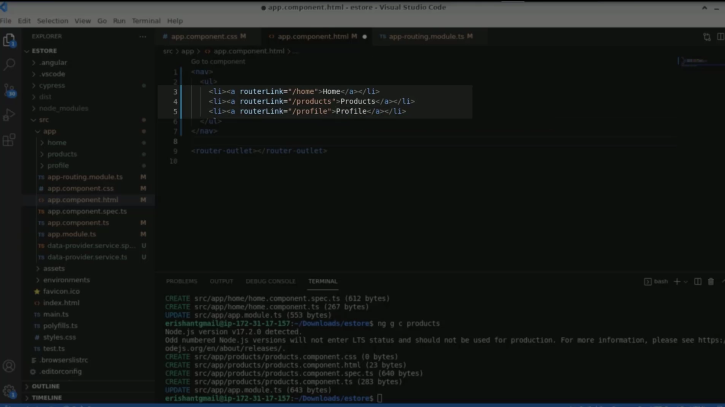 app.component.html - estore - Visual Studio Code
File Edit Selection View Go Run Terminal Help
EXPLORER
app.component.css M
app.component.html M
app-routing.module.ts M
src > app > app.component.html > ...
Go to component
ESTORE
.angular
.vscode
cypress
dist
node_modules
src
app
home
products
profile
app-routing.module.ts M
app.component.css M
app.component.html M
app.component.spec.ts
app.component.ts M
app.module.ts M
data-provider.service.sp... U
data-provider.service.ts U
assets
environments
favicon.ico
index.html
main.ts
polyfills.ts
styles.css
test.ts
.browserslistrc
.editorconfig
OUTLINE
TIMELINE
1 <nav>
2 <ul>
3 <li><a routerLink="/home">Home</a></li>
4 <li><a routerLink="/products">Products</a></li>
5 <li><a routerLink="/profile">Profile</a></li>
6 </ul>
7 </nav>
8
9 <router-outlet></router-outlet>
10
PROBLEMS OUTPUT DEBUG CONSOLE TERMINAL
bash
CREATE src/app/home/home.component.spec.ts (612 bytes)
CREATE src/app/home/home.component.ts (267 bytes)
UPDATE src/app/app.module.ts (553 bytes)
erishantgmail@ip-172-31-17-157:~/Downloads/estore$ ng g c products
Node.js version v17.2.0 detected.
Odd numbered Node.js versions will not enter LTS status and should not be used for production. For more information, please see https:/
odejs.org/en/about/releases/.
CREATE src/app/products/products.component.css (0 bytes)
CREATE src/app/products/products.component.html (23 bytes)
CREATE src/app/products/products.component.spec.ts (640 bytes)
CREATE src/app/products/products.component.ts (283 bytes)
UPDATE src/app/app.module.ts (643 bytes)
erishantgmail@ip-172-31-17-157:~/Downloads/estore$